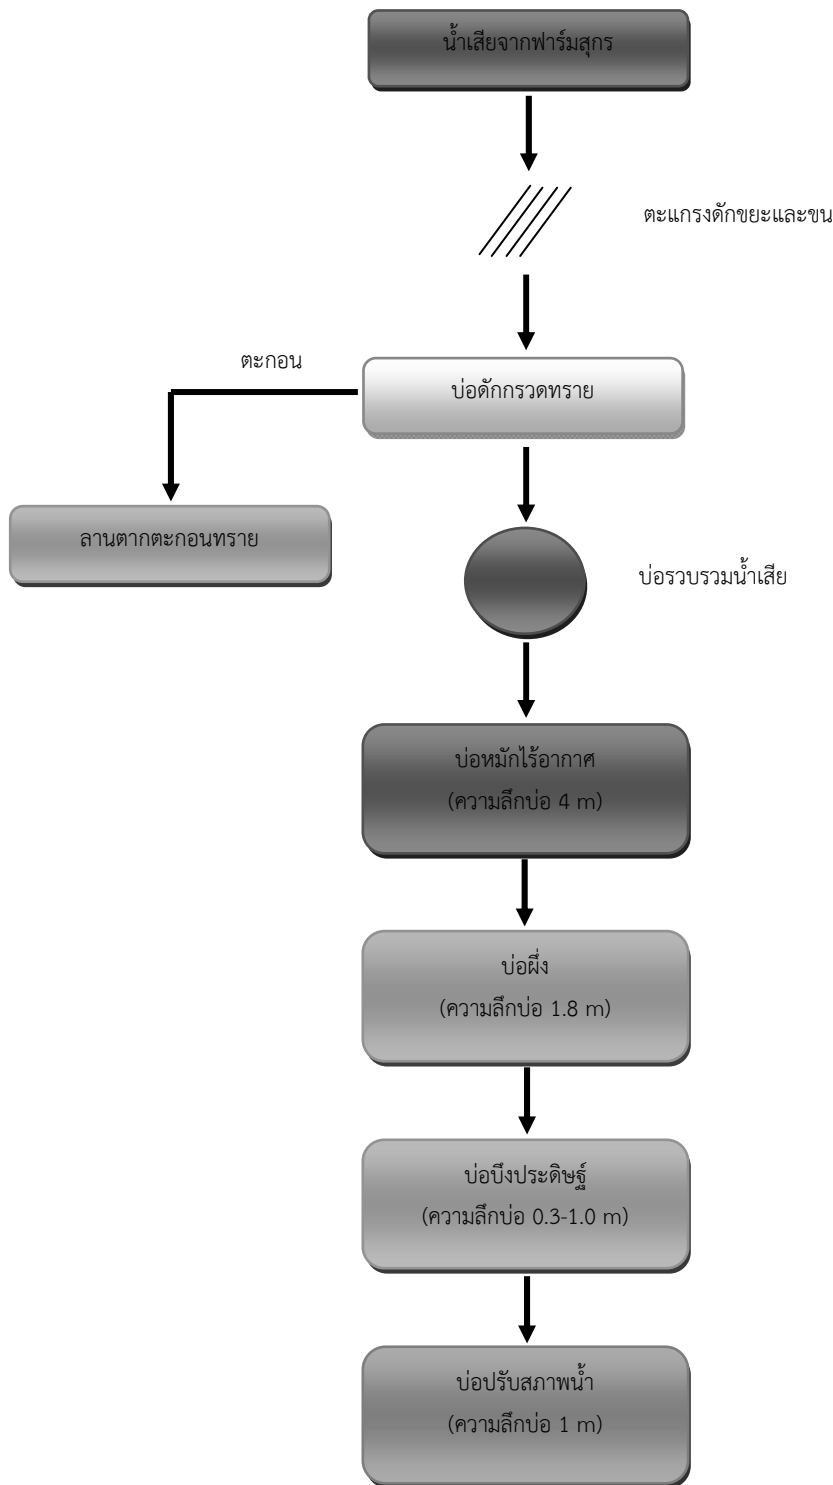 น้ำเสียจากฟาร์มสุกร
ตะแกรงดักขยะและขน
ตะกอน
บ่อดักกรวดทราย
ลานตากตะกอนทราย
บ่อรวบรวมน้ำเสีย
บ่อหมักไร้อากาศ
(ความลึกบ่อ 4 m)
บ่อผึ่ง
(ความลึกบ่อ 1.8 m)
บ่อบึงประดิษฐ์
(ความลึกบ่อ 0.3-1.0 m)
บ่อปรับสภาพน้ำ
(ความลึกบ่อ 1 m)